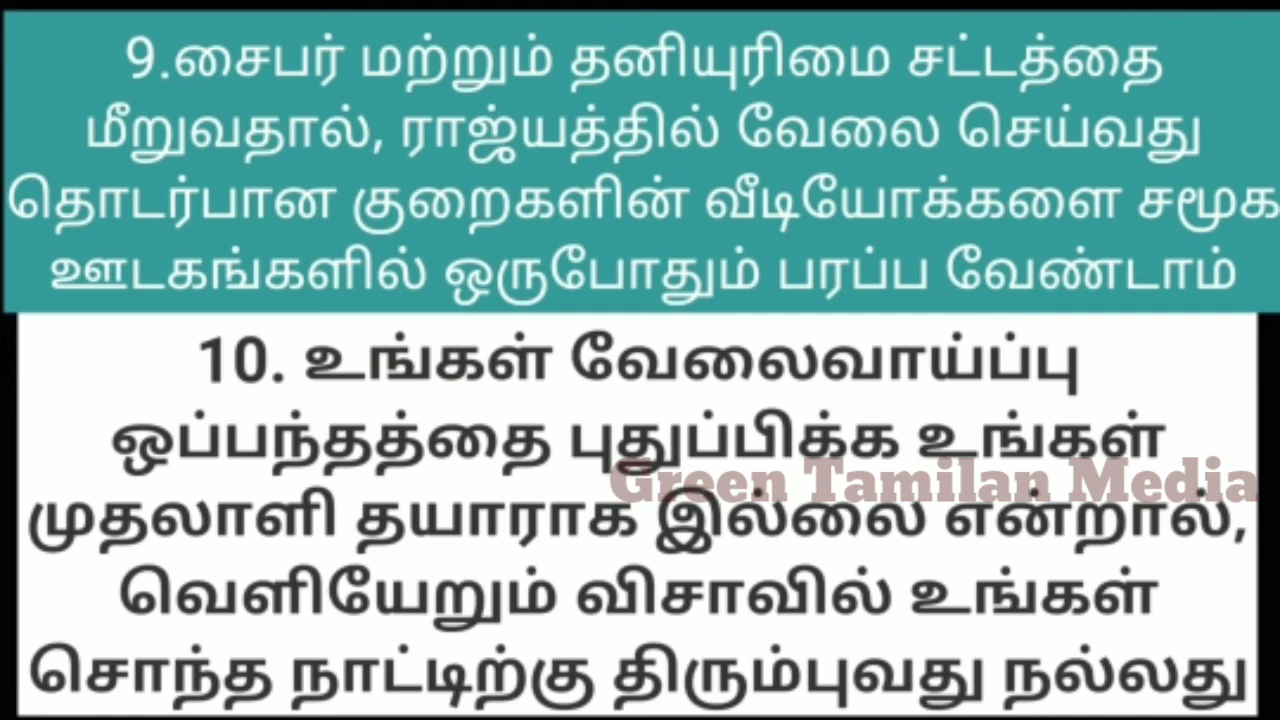 9.சைபர் மற்றும் தனியுரிமை சட்டத்தை
மீறுவதால், ராஜ்யத்தில் வேலை செய்வது
தொடர்பான குறைகளின் வீடியோக்களை சமூக
ஊடகங்களில் ஒருபோதும் பரப்ப வேண்டாம்
10. உங்கள் வேலைவாய்ப்பு
ஒப்பந்தத்தை புதுப்பிக்க உங்கள்
Green Tamilan Media
முதலாளி தயாராக இல்லை என்றால்,
வெளியேறும் விசாவில் உங்கள்
சொந்த நாட்டிற்கு திரும்புவது நல்லது